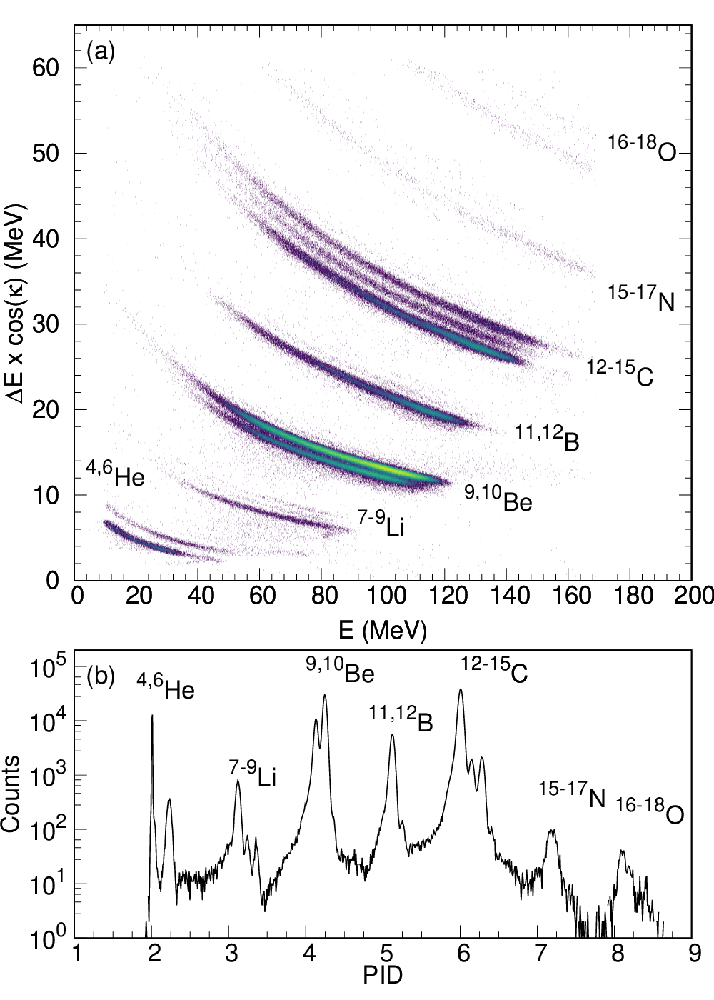 (a)
60
50
40
30
20
10
0
ΔE x cos(κ) (MeV)
16-18O
15-17N
12-15C
11,12B
9,10Be
7-9Li
4,6He
0 20 40 60 80 100 120 140 160 180 200
E (MeV)
(b)
10^5
10^4
10^3
10^2
10^1
10^0
Counts
4,6He
7-9Li
9,10Be
11,12B
12-15C
15-17N
16-18O
1 2 3 4 5 6 7 8 9
PID